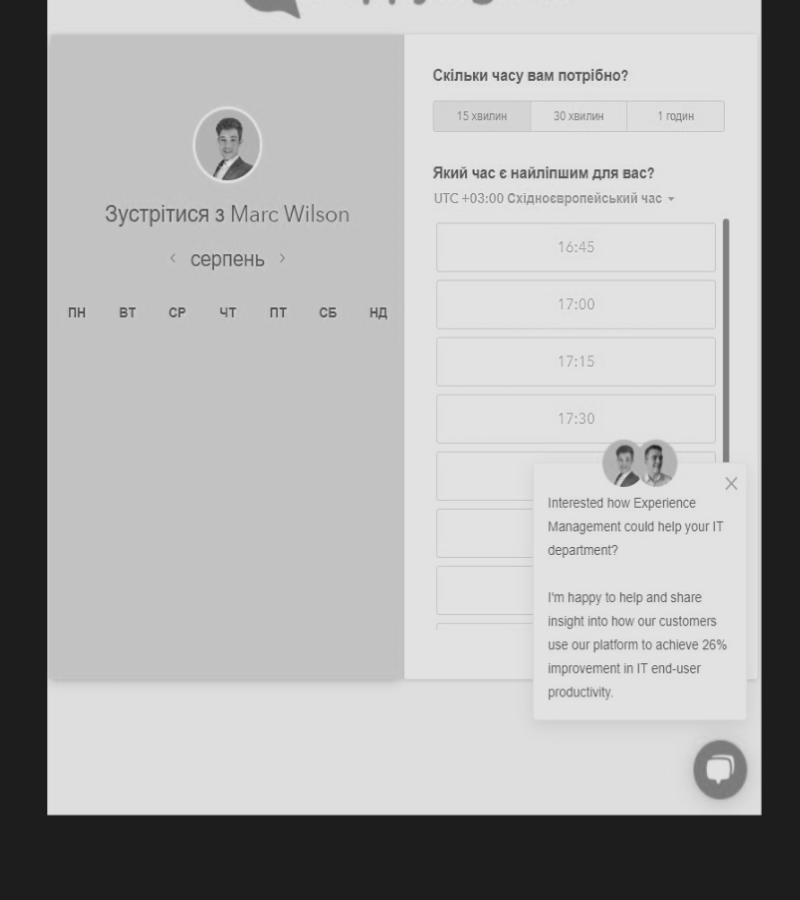 Зустрітися з Marc Wilson
серпень
ПН ВТ СР ЧТ ПТ СБ НД
Скільки часу вам потрібно?
15 хвилин 30 хвилин 1 годин
Який час є найліпшим для вас?
UTC +03:00 Східноєвропейський час
16:45
17:00
17:15
17:30
Interested how Experience
Management could help your IT
department?
I'm happy to help and share
insight into how our customers
use our platform to achieve 26%
improvement in IT end-user
productivity.